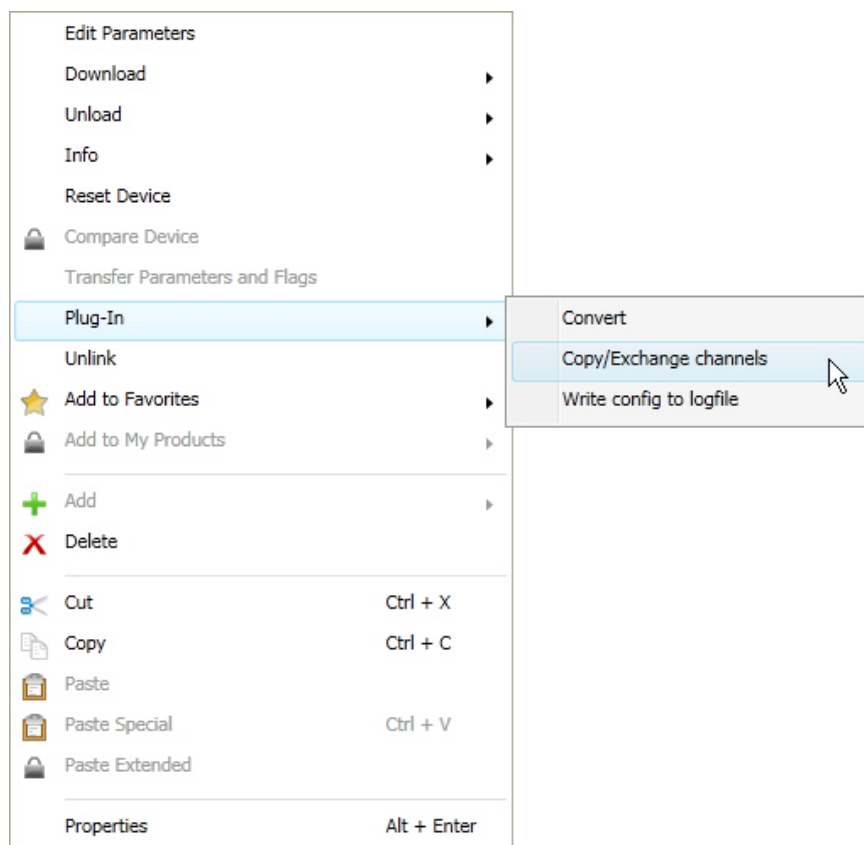 Edit Parameters
Download
Unload
Info
Reset Device
Compare Device
Transfer Parameters and Flags
Plug-In
Convert
Copy/Exchange channels
Write config to logfile
Unlink
Add to Favorites
Add to My Products
Add
Delete
Cut Ctrl + X
Copy Ctrl + C
Paste
Paste Special Ctrl + V
Paste Extended
Properties Alt + Enter